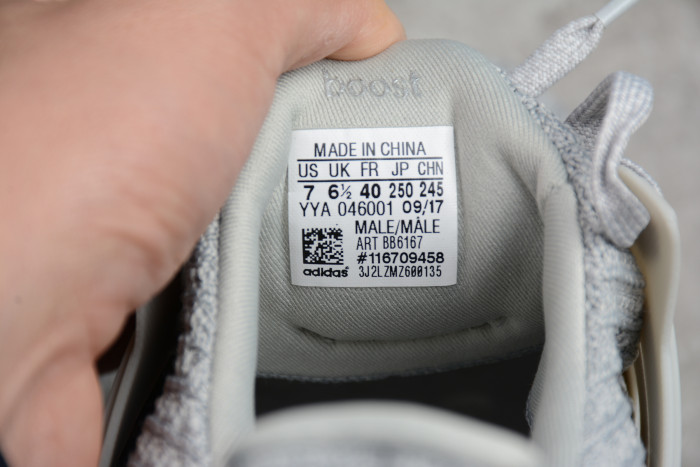 boost
MADE IN CHINA
US UK FR JP CHN
7 6½ 40 250 245
YYA 046001 09/17
MALE/MÂLE
ART BB6167
#116709458
adidas® 3J2LZMZ600135